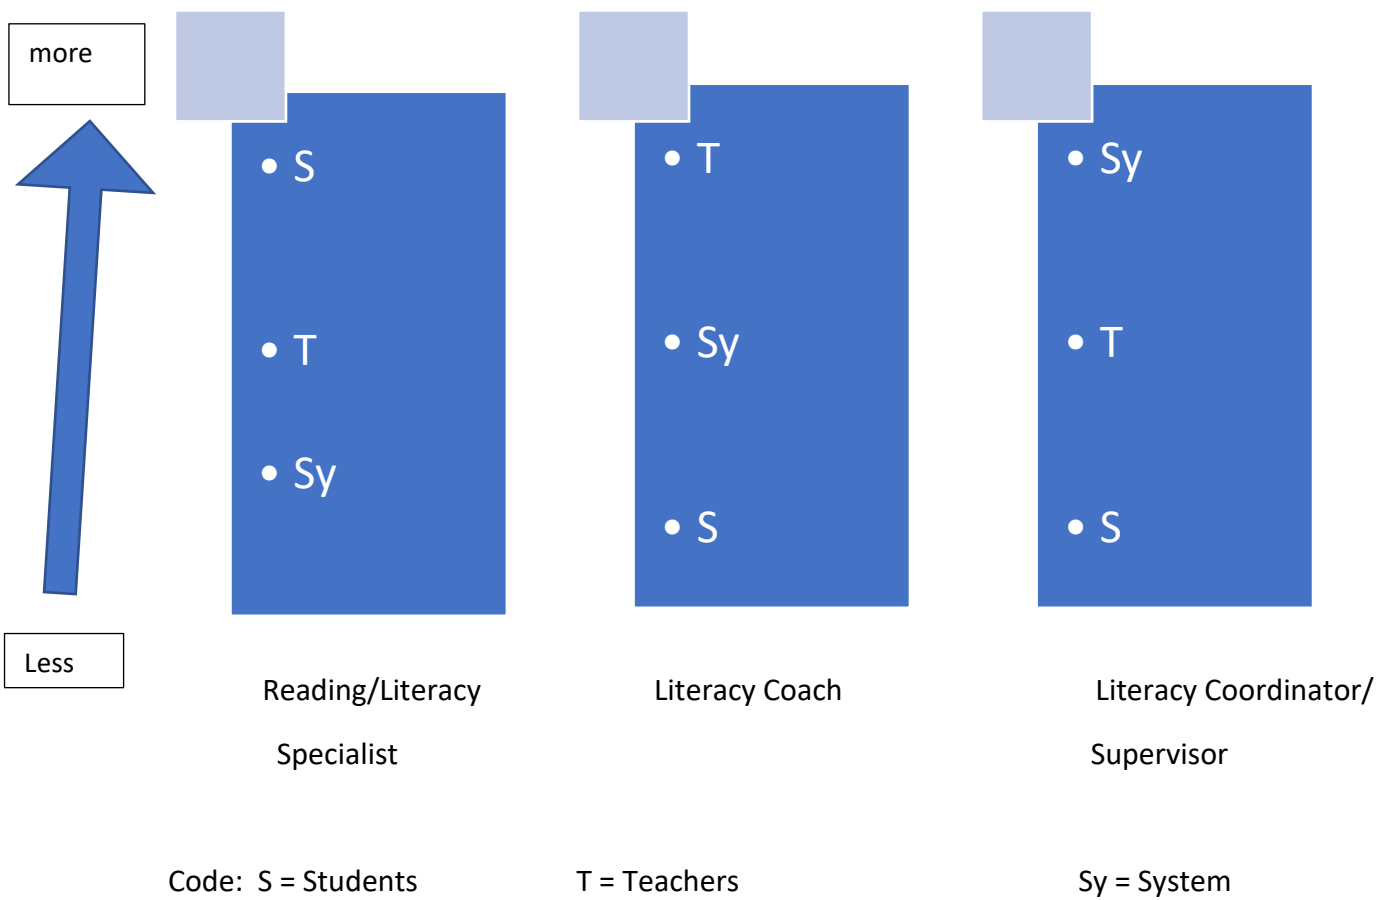 more
• S
• T
• Sy
• T
• Sy
• S
• Sy
• T
• S
Less
Reading/Literacy
Specialist
Literacy Coach
Literacy Coordinator/
Supervisor
Code: S = Students
T = Teachers
Sy = System